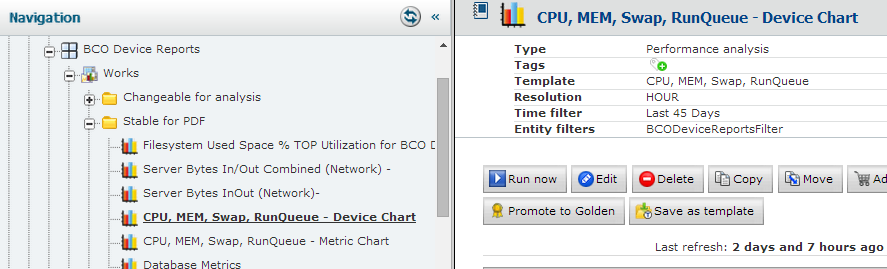 Navigation
«
BCO Device Reports
Works
Changeable for analysis
Stable for PDF
Filesystem Used Space % TOP Utilization for BCO D
Server Bytes In/Out Combined (Network) -
Server Bytes InOut (Network)-
CPU, MEM, Swap, RunQueue - Device Chart
CPU, MEM, Swap, RunQueue - Metric Chart
Database Metrics
CPU, MEM, Swap, RunQueue - Device Chart
Type Performance analysis
Tags
Template CPU, MEM, Swap, RunQueue
Resolution HOUR
Time filter Last 45 Days
Entity filters BCODeviceReportsFilter
Run now Edit Delete Copy Move Ad
Promote to Golden Save as template
Last refresh: 2 days and 7 hours ago